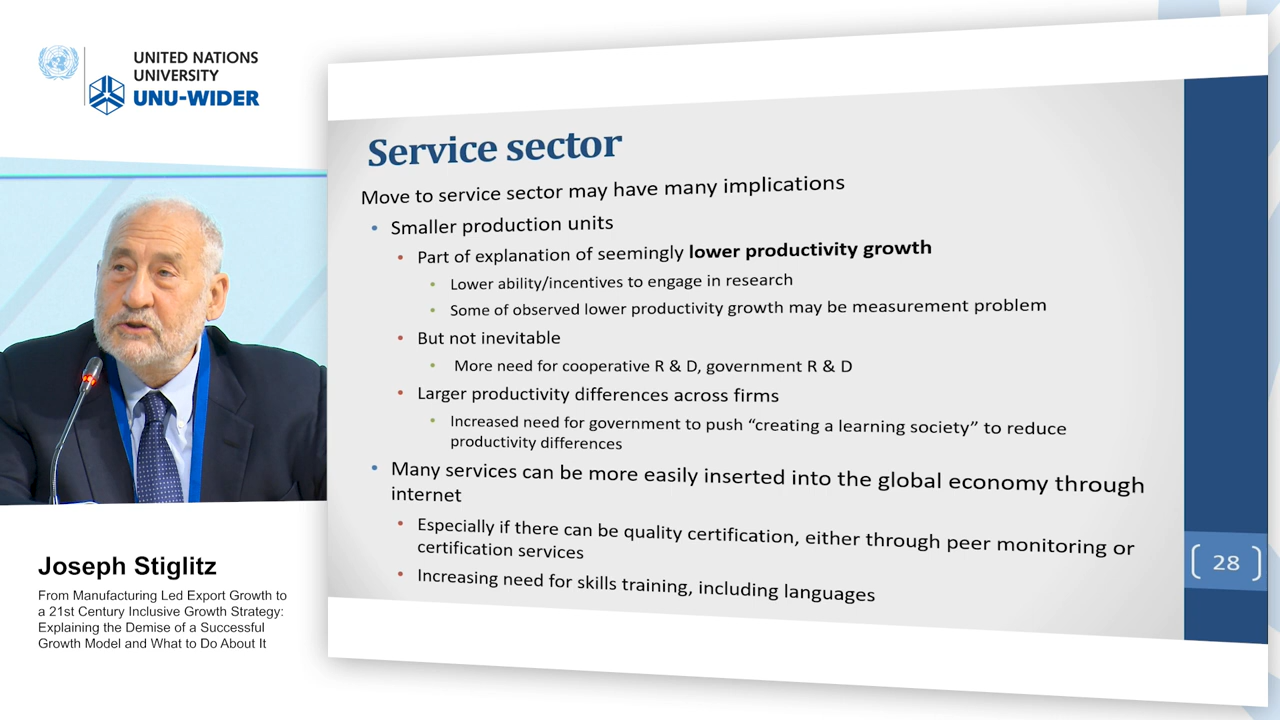 UNITED NATIONS
UNIVERSITY
UNU-WIDER
Service sector
Move to service sector may have many implications
• Smaller production units
• Part of explanation of seemingly lower productivity growth
• Lower ability/incentives to engage in research
• Some of observed lower productivity growth may be measurement problem
• But not inevitable
• More need for cooperative R & D, government R & D
• Larger productivity differences across firms
• Increased need for government to push “creating a learning society” to reduce
productivity differences
• Many services can be more easily inserted into the global economy through
internet
• Especially if there can be quality certification, either through peer monitoring or
certification services
• Increasing need for skills training, including languages
28
Joseph Stiglitz
From Manufacturing Led Export Growth to
a 21st Century Inclusive Growth Strategy:
Explaining the Demise of a Successful
Growth Model and What to Do About It